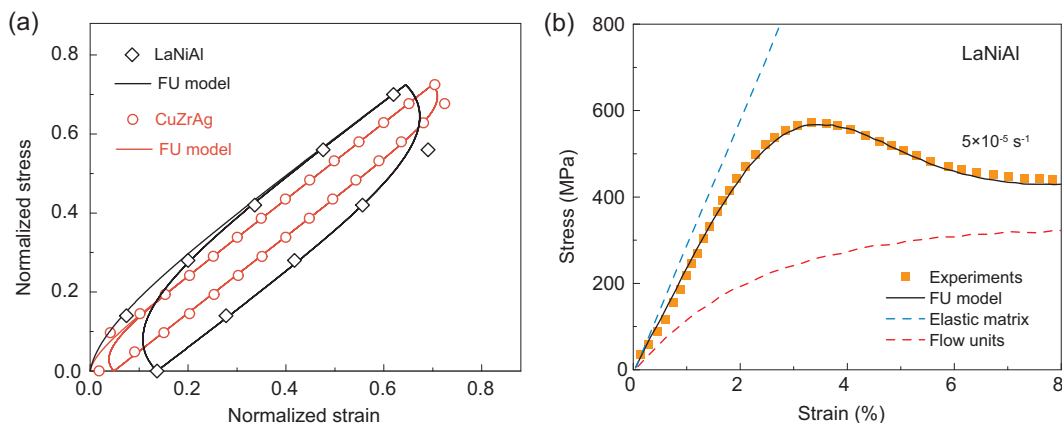 (a)
0.8
0.6
0.4
0.2
0.0
0.0 0.2 0.4 0.6 0.8
Normalized stress
Normalized strain
LaNiAl
FU model
CuZrAg
FU model
(b)
800
600
400
200
0
0 2 4 6 8
Stress (MPa)
Strain (%)
LaNiAl
5×10⁻⁵ s⁻¹
Experiments
FU model
Elastic matrix
Flow units